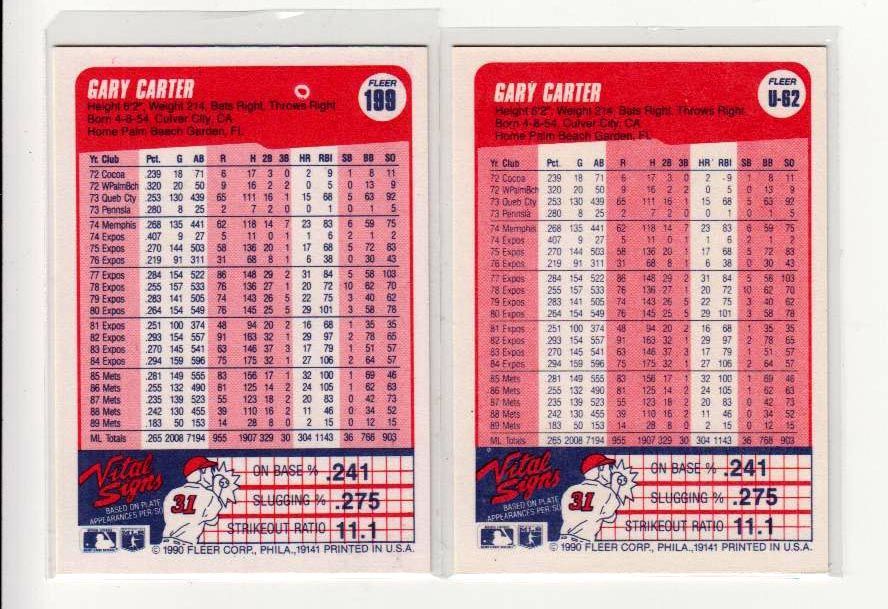 GARY CARTER
FLEER
199
Height 6'2", Weight 214, Bats Right, Throws Right
Born 4-8-54, Culver City, CA
Home Palm Beach Garden, FL
Yr. Club Pct. G AB R H 2B 3B HR RBI SB BB SO
72 Cocoa .239 18 71 6 17 3 0 2 9 1 8 11
72 WPalmBch .320 20 50 9 16 2 2 0 5 0 13 9
73 Queb Cty .253 130 439 65 111 16 1 15 68 5 63 92
73 Pennsla .280 8 25 2 7 2 0 0 1 0 1 5
74 Memphis .268 135 441 62 118 14 7 23 83 6 59 75
74 Expos .407 9 27 5 11 0 1 1 6 2 1 2
75 Expos .270 144 503 58 136 20 1 17 68 5 72 83
76 Expos .219 91 311 31 68 8 1 6 38 0 30 43
77 Expos .284 154 522 86 148 29 2 31 84 5 58 103
78 Expos .255 157 533 76 136 27 1 20 72 10 62 70
79 Expos .283 141 505 74 143 26 5 22 75 3 40 62
80 Expos .264 154 549 76 145 25 5 29 101 3 58 78
81 Expos .251 100 374 48 94 20 2 16 68 1 35 35
82 Expos .293 154 557 91 163 32 1 29 97 2 78 65
83 Expos .270 145 541 63 146 37 3 17 79 1 51 57
84 Expos .294 159 596 75 175 32 1 27 106 2 64 57
85 Mets .281 149 555 83 156 17 1 32 100 1 69 46
86 Mets .255 132 490 81 125 14 2 24 105 1 62 63
87 Mets .235 139 523 55 123 18 2 20 83 0 42 73
88 Mets .242 130 455 39 110 16 2 11 46 0 34 52
89 Mets .183 50 153 14 28 8 0 2 15 0 12 15
ML Totals .265 2008 7194 955 1907 329 30 304 1143 36 768 903
Vital Signs
BASED ON PLATE
APPEARANCES PER SO
31
ON BASE % .241
SLUGGING % .275
STRIKEOUT RATIO 11.1
© 1990 FLEER CORP., PHILA.,19141 PRINTED IN U.S.A.
GARY CARTER
FLEER
U-62
Height 6'2", Weight 214, Bats Right, Throws Right
Born 4-8-54, Culver City, CA
Home Palm Beach Garden, FL
Yr. Club Pct. G AB R H 2B 3B HR RBI SB BB SO
72 Cocoa .239 18 71 6 17 3 0 2 9 1 8 11
72 WPalmBch .320 20 50 9 16 2 2 0 5 0 13 9
73 Queb Cty .253 130 439 65 111 16 1 15 68 5 63 92
73 Pennsla .280 8 25 2 7 2 0 0 1 0 1 5
74 Memphis .268 135 441 62 118 14 7 23 83 6 59 75
74 Expos .407 9 27 5 11 0 1 1 6 2 1 2
75 Expos .270 144 503 58 136 20 1 17 68 5 72 83
76 Expos .219 91 311 31 68 8 1 6 38 0 30 43
77 Expos .284 154 522 86 148 29 2 31 84 5 58 103
78 Expos .255 157 533 76 136 27 1 20 72 10 62 70
79 Expos .283 141 505 74 143 26 5 22 75 3 40 62
80 Expos .264 154 549 76 145 25 5 29 101 3 58 78
81 Expos .251 100 374 48 94 20 2 16 68 1 35 35
82 Expos .293 154 557 91 163 32 1 29 97 2 78 65
83 Expos .270 145 541 63 146 37 3 17 79 1 51 57
84 Expos .294 159 596 75 175 32 1 27 106 2 64 57
85 Mets .281 149 555 83 156 17 1 32 100 1 69 46
86 Mets .255 132 490 81 125 14 2 24 105 1 62 63
87 Mets .235 139 523 55 123 18 2 20 83 0 42 73
88 Mets .242 130 455 39 110 16 2 11 46 0 34 52
89 Mets .183 50 153 14 28 8 0 2 15 0 12 15
ML Totals .265 2008 7194 955 1907 329 30 304 1143 36 768 903
Vital Signs
BASED ON PLATE
APPEARANCES PER SO
31
ON BASE % .241
SLUGGING % .275
STRIKEOUT RATIO 11.1
© 1990 FLEER CORP., PHILA.,19141 PRINTED IN U.S.A.